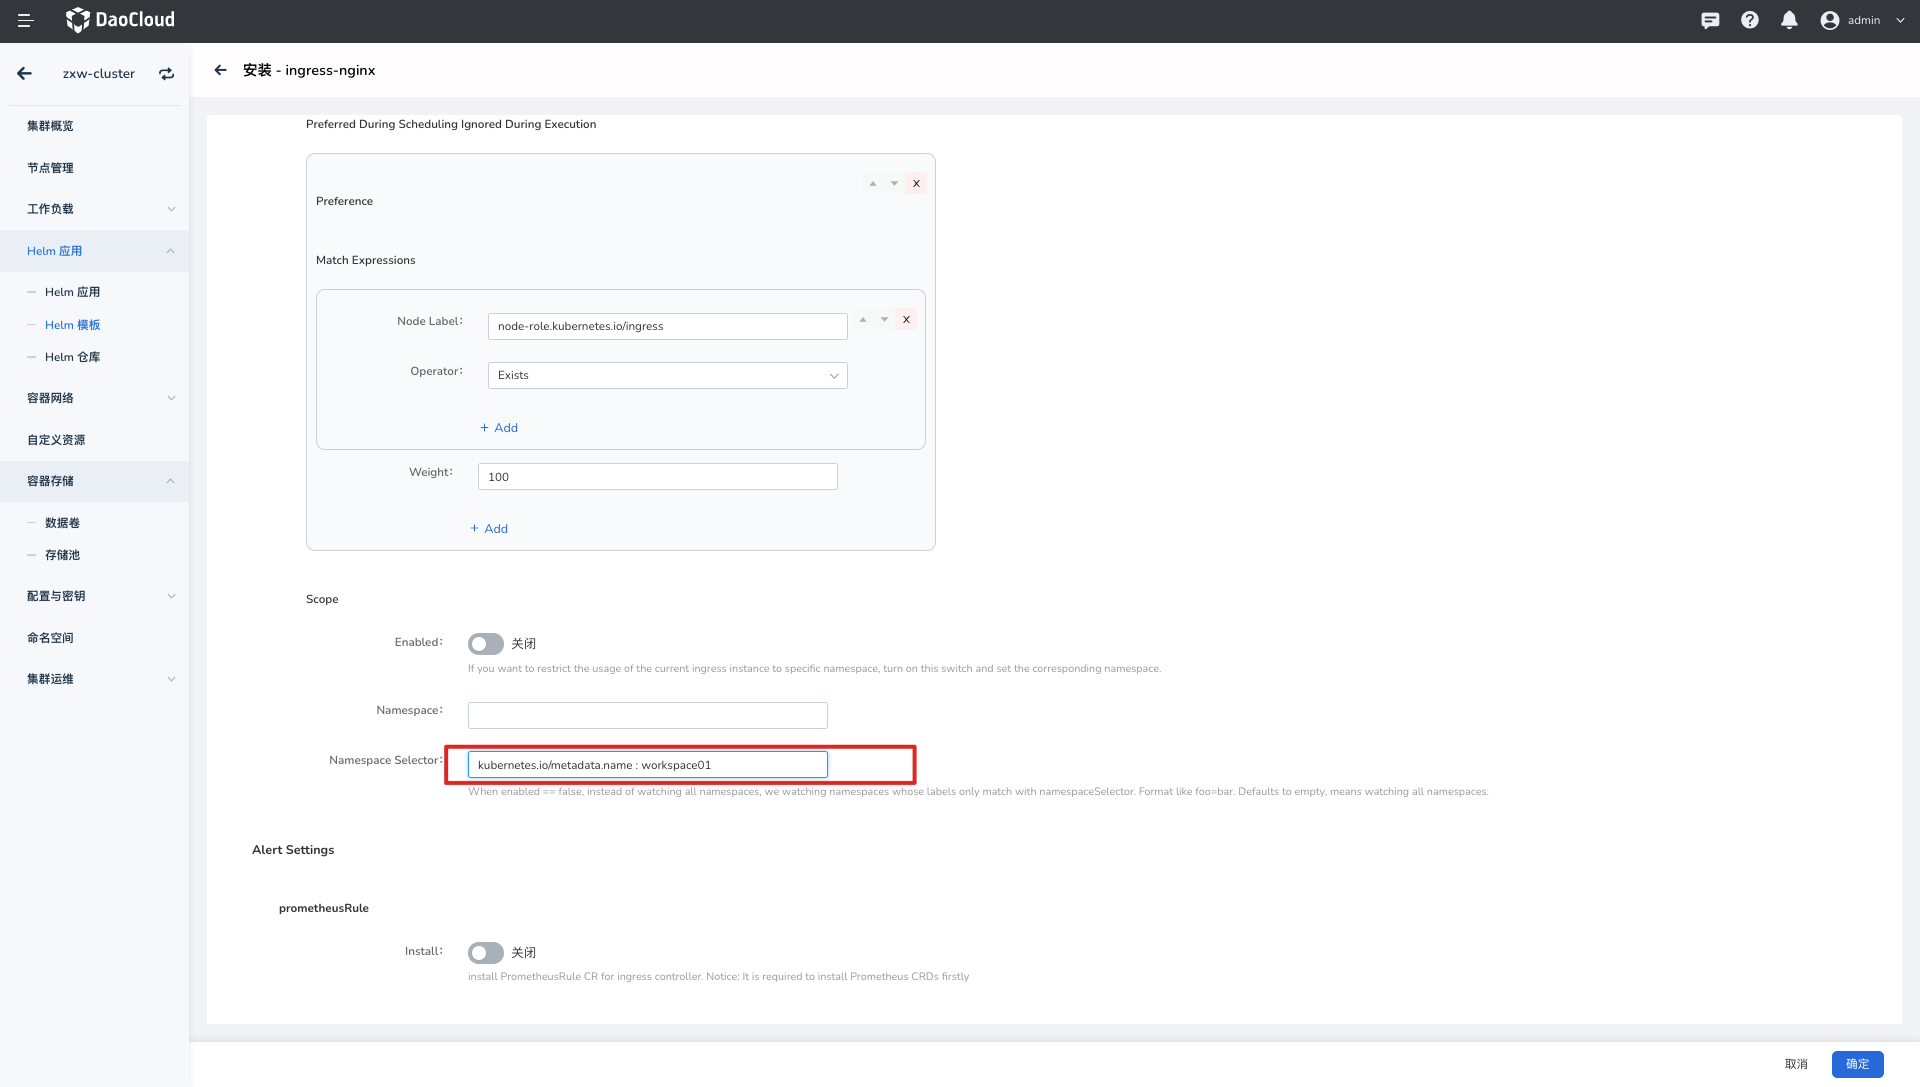 DaoCloud
admin
zxw-cluster
安装 - ingress-nginx
集群概览
节点管理
工作负载
Helm 应用
Helm 应用
Helm 模板
Helm 仓库
容器网络
自定义资源
容器存储
数据卷
存储池
配置与密钥
命名空间
集群运维
Preferred During Scheduling Ignored During Execution
X
Preference
Match Expressions
Node Label:
node-role.kubernetes.io/ingress
X
Operator:
Exists
+ Add
Weight:
100
+ Add
Scope
Enabled:
关闭
If you want to restrict the usage of the current ingress instance to specific namespace, turn on this switch and set the corresponding namespace.
Namespace:
Namespace Selector:
kubernetes.io/metadata.name : workspace01
When enabled == false, instead of watching all namespaces, we watching namespaces whose labels only match with namespaceSelector. Format like foo=bar. Defaults to empty, means watching all namespaces.
Alert Settings
prometheusRule
Install:
关闭
install PrometheusRule CR for ingress controller. Notice: It is required to install Prometheus CRDs firstly
取消
确定